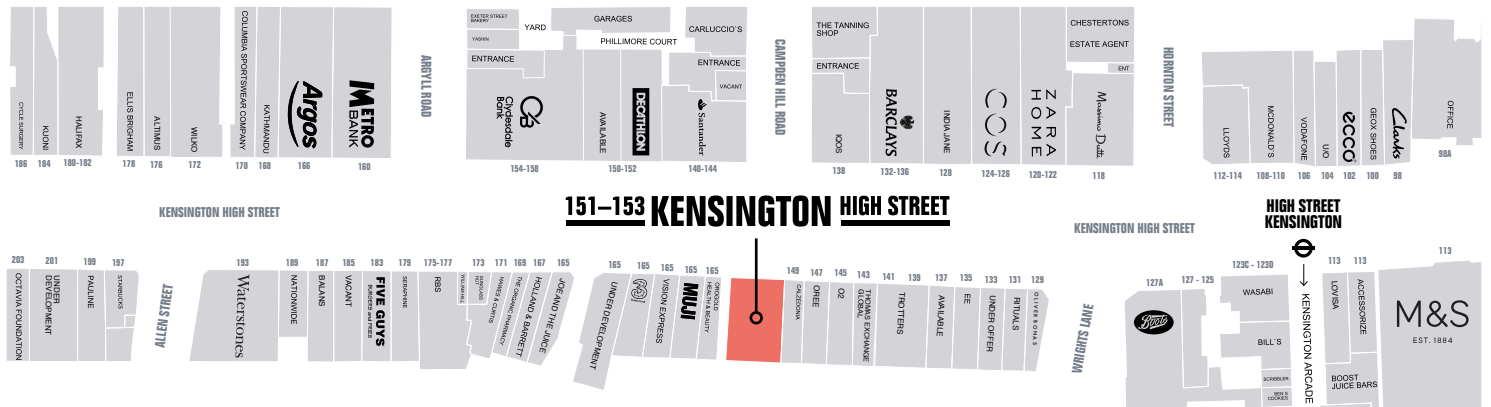 CYCLE SURGERY
186
KUONI
184
HALIFAX
180-182
ELLIS BRIGHAM
178
ALTIMUS
176
WILKO
172
COLUMBIA SPORTSWEAR COMPANY
170
KATHMANDU
168
Argos
166
METRO
BANK
160
ARGYLL ROAD
EXETER STREET
BAKERY
YARD
GARAGES
CARLUCCIO'S
YASHIN
PHILLIMORE COURT
ENTRANCE
ENTRANCE
VACANT
Clydesdale
Bank
CB
154-158
AVAILABLE
DECATHLON
150-152
Santander
140-144
CAMPDEN HILL ROAD
THE TANNING
SHOP
ENTRANCE
IQOS
138
BARCLAYS
132-136
INDIA JANE
128
COS
124-126
ZARA
HOME
120-122
CHESTERTONS
ESTATE AGENT
ENT
Massimo Dutti
118
HORNTON STREET
LLOYDS
112-114
MCDONALD'S
108-110
VODAFONE
106
U/O
104
ecco
102
GEOX SHOES
100
Clarks
98
OFFICE
98A
KENSINGTON HIGH STREET
151–153 KENSINGTON HIGH STREET
KENSINGTON HIGH STREET
HIGH STREET
KENSINGTON
203
OCTAVIA FOUNDATION
201
UNDER
DEVELOPMENT
199
PAULINE
197
STARBUCKS
ALLEN STREET
193
Waterstones
189
NATIONWIDE
187
BALANS
185
VACANT
183
FIVE GUYS
BURGERS and FRIES
179
SERAPHINE
175-177
RBS
WILLIAM HILL
173
SUNGLASS
HUT
171
HAWES & CURTIS
169
THE ORGANIC PHARMACY
167
HOLLAND & BARRETT
165
JOE AND THE JUICE
165
UNDER DEVELOPMENT
165
165
VISION EXPRESS
165
MUJI
165
OROGOLD
HEALTH & BEAUTY
149
CALZEDONIA
147
OREE
145
O2
143
THOMAS EXCHANGE
GLOBAL
141
TROTTERS
139
AVAILABLE
137
EE
135
UNDER OFFER
133
RITUALS
131
OLIVER BONAS
129
WRIGHTS LANE
127A
Boots
127 - 125
123C - 123D
WASABI
BILL'S
SCRIBBLER
BEN'S
COOKIES
KENSINGTON ARCADE
113
LOVISA
113
ACCESSORIZE
BOOST
JUICE BARS
113
M&S
EST. 1884